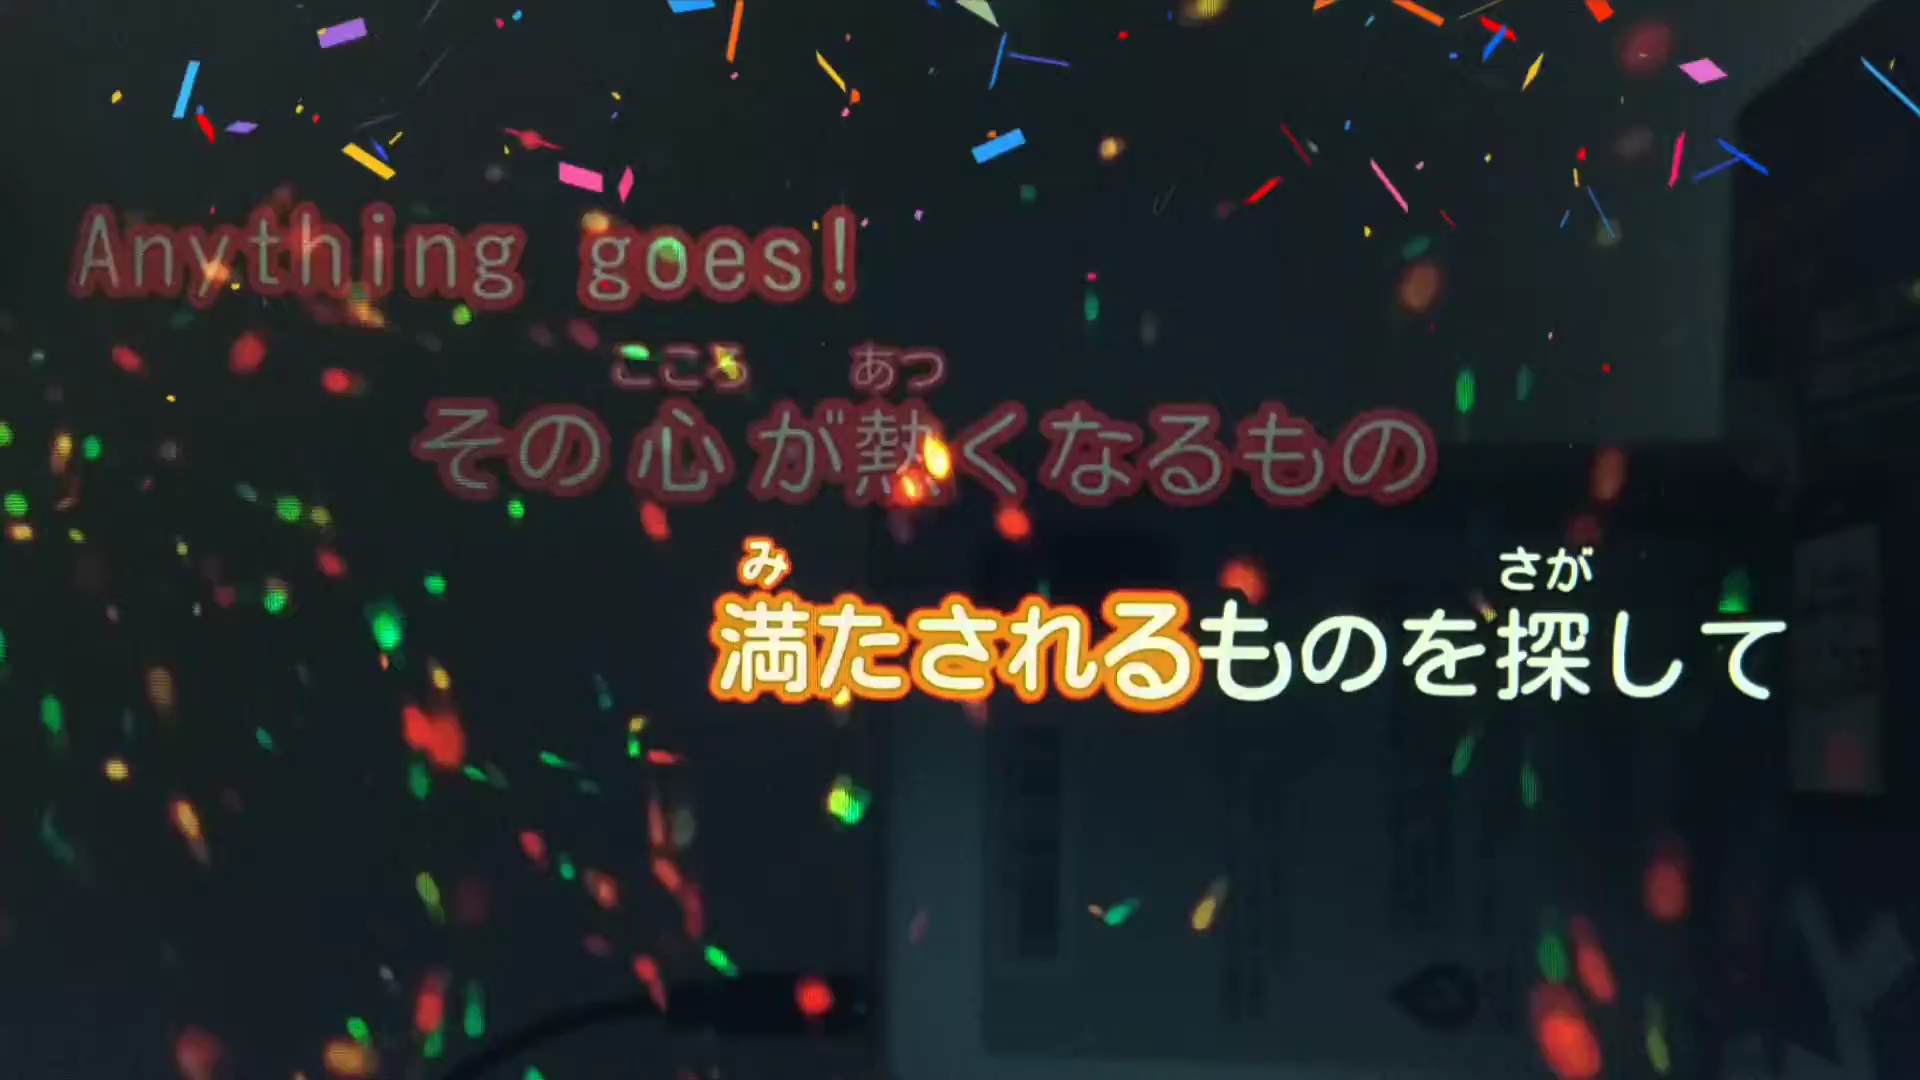 Anything goes!
こころ あつ
その心が熱くなるもの
み さが
満たされるものを探して